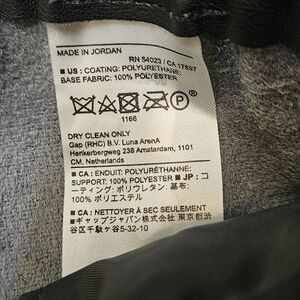 MADE IN JORDAN
RN 54023 / CA 17897
■ US : COATING: POLYURETHANE.
BASE FABRIC: 100% POLYESTER
P
1166
DRY CLEAN ONLY
Gap (RHC) B.V. Luna ArenA
Herikerbergweg 238 Amsterdam, 1101
CM, Netherlands
■ CA : ENDUIT: POLYURÉTHANE:
SUPPORT: 100% POLYESTER ■ JP : コ
ーティング: ポリウレタン: 基布:
100% ポリエステル
■ CA : NETTOYER À SEC SEULEMENT
■ギャップジャパン株式会社 東京都渋
谷区千駄ヶ谷5-32-10